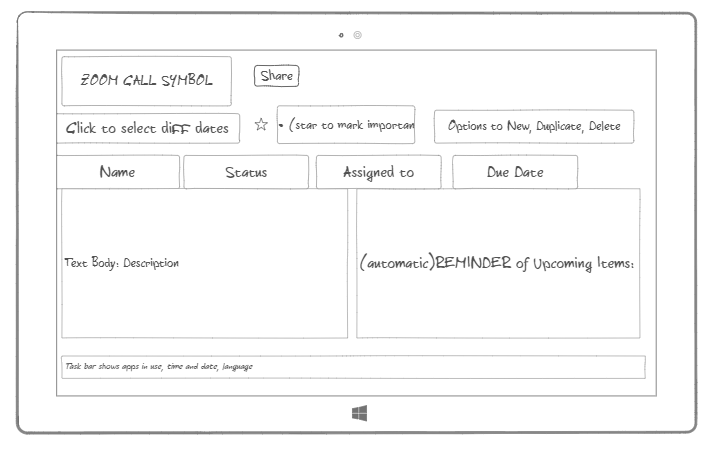 ZOOM CALL SYMBOL
Share
Click to select diff dates
• (star to mark importan
Options to New, Duplicate, Delete
Name
Status
Assigned to
Due Date
Text Body: Description
(automatic)REMINDER of Upcoming Items:
Task bar shows apps in use, time and date, language